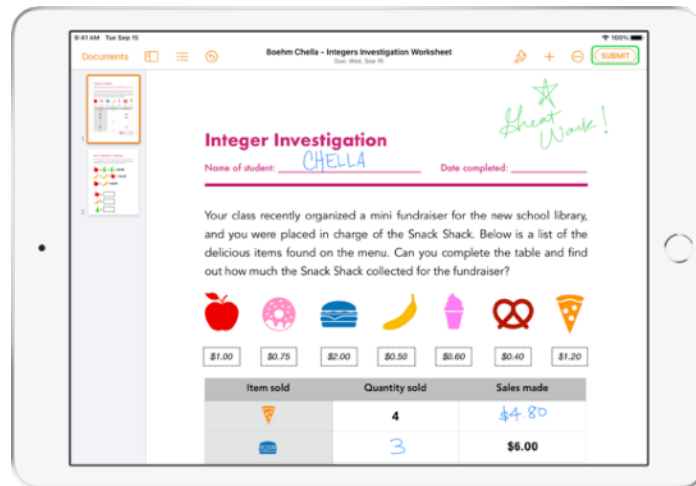 9:41 AM Tue Sep 15
100%
Documents
Boehm Chella - Integers Investigation Worksheet
Due: Wed, Sep 16
SUBMIT
Great
Work!
Integer Investigation
Name of student: CHELLA Date completed:
Your class recently organized a mini fundraiser for the new school library,
and you were placed in charge of the Snack Shack. Below is a list of the
delicious items found on the menu. Can you complete the table and find
out how much the Snack Shack collected for the fundraiser?
$1.00 $0.75 $2.00 $0.50 $0.60 $0.40 $1.20
Item sold Quantity sold Sales made
4 $4.80
3 $6.00
1
2